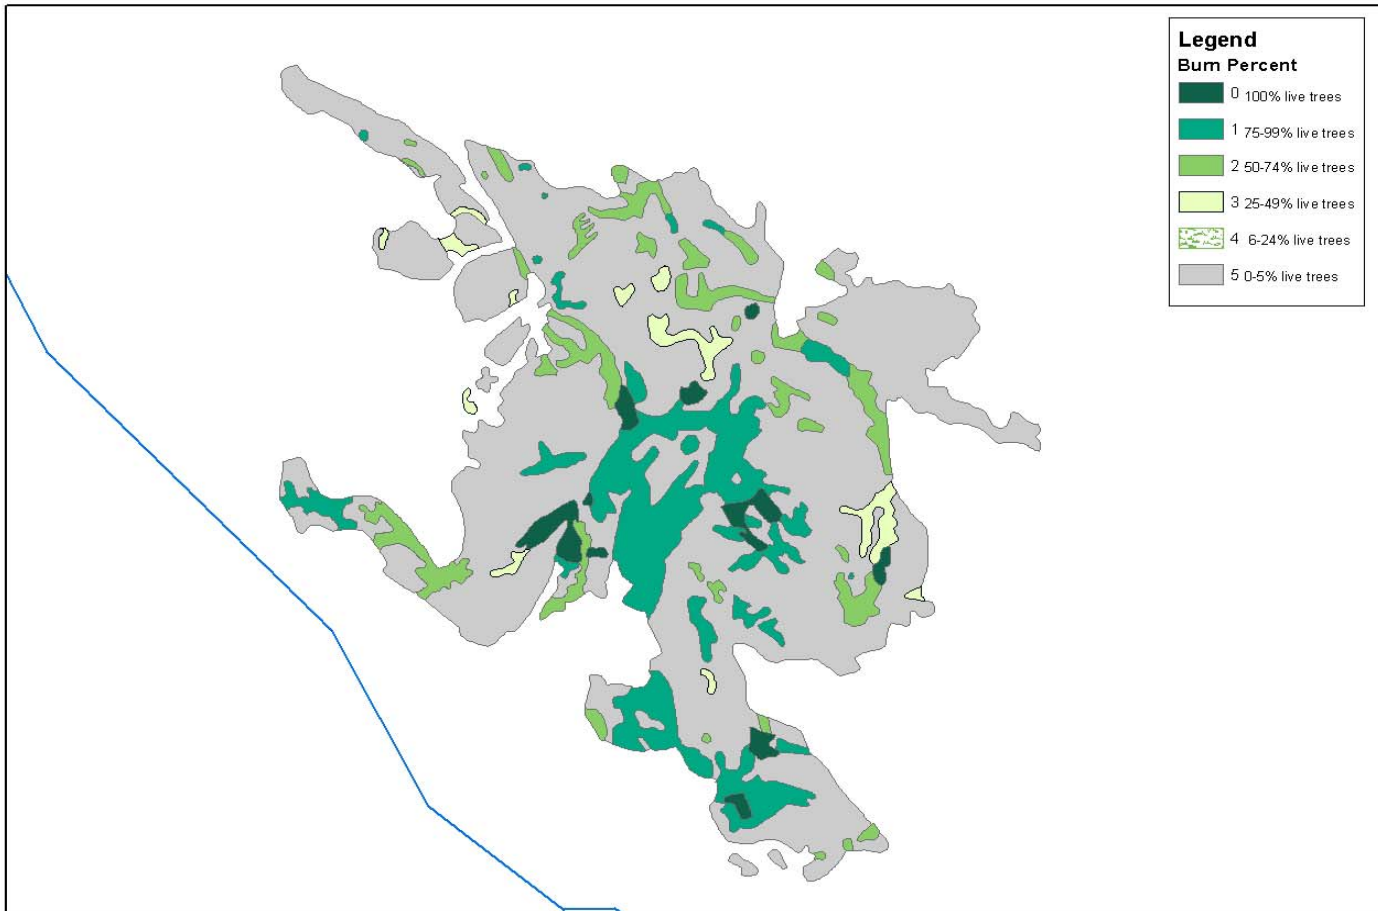 Legend
Burn Percent
0 100% live trees
1 75-99% live trees
2 50-74% live trees
3 25-49% live trees
4 6-24% live trees
5 0-5% live trees